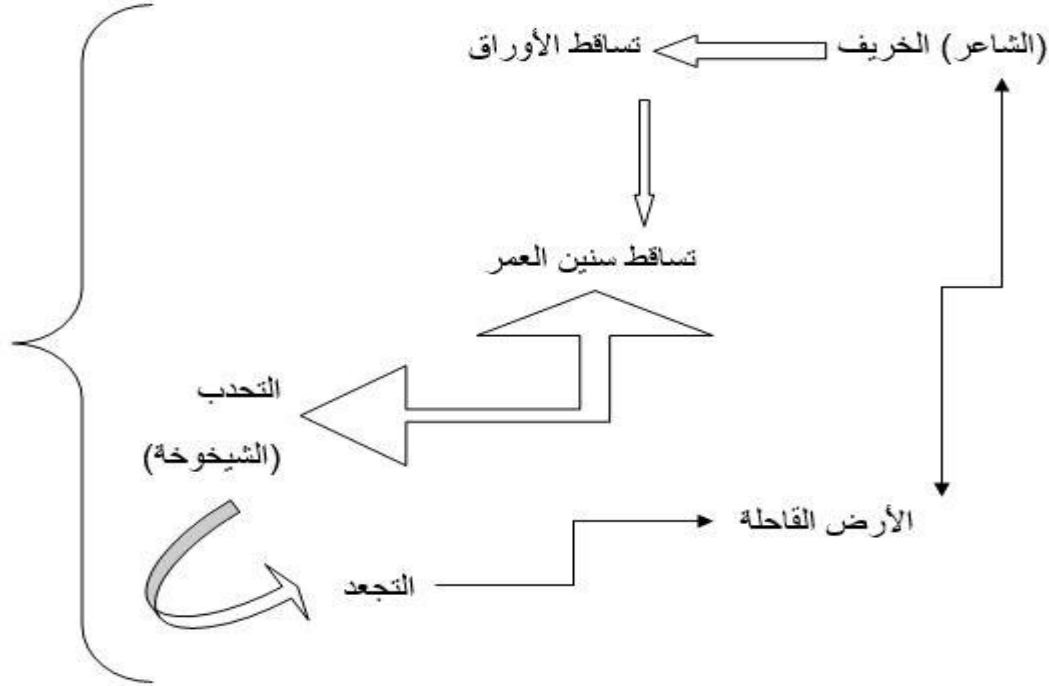 (الشاعر) الخريف
تساقط الأوراق
تساقط سنين العمر
التحدب
(الشيخوخة)
التجعد
الأرض القاحلة